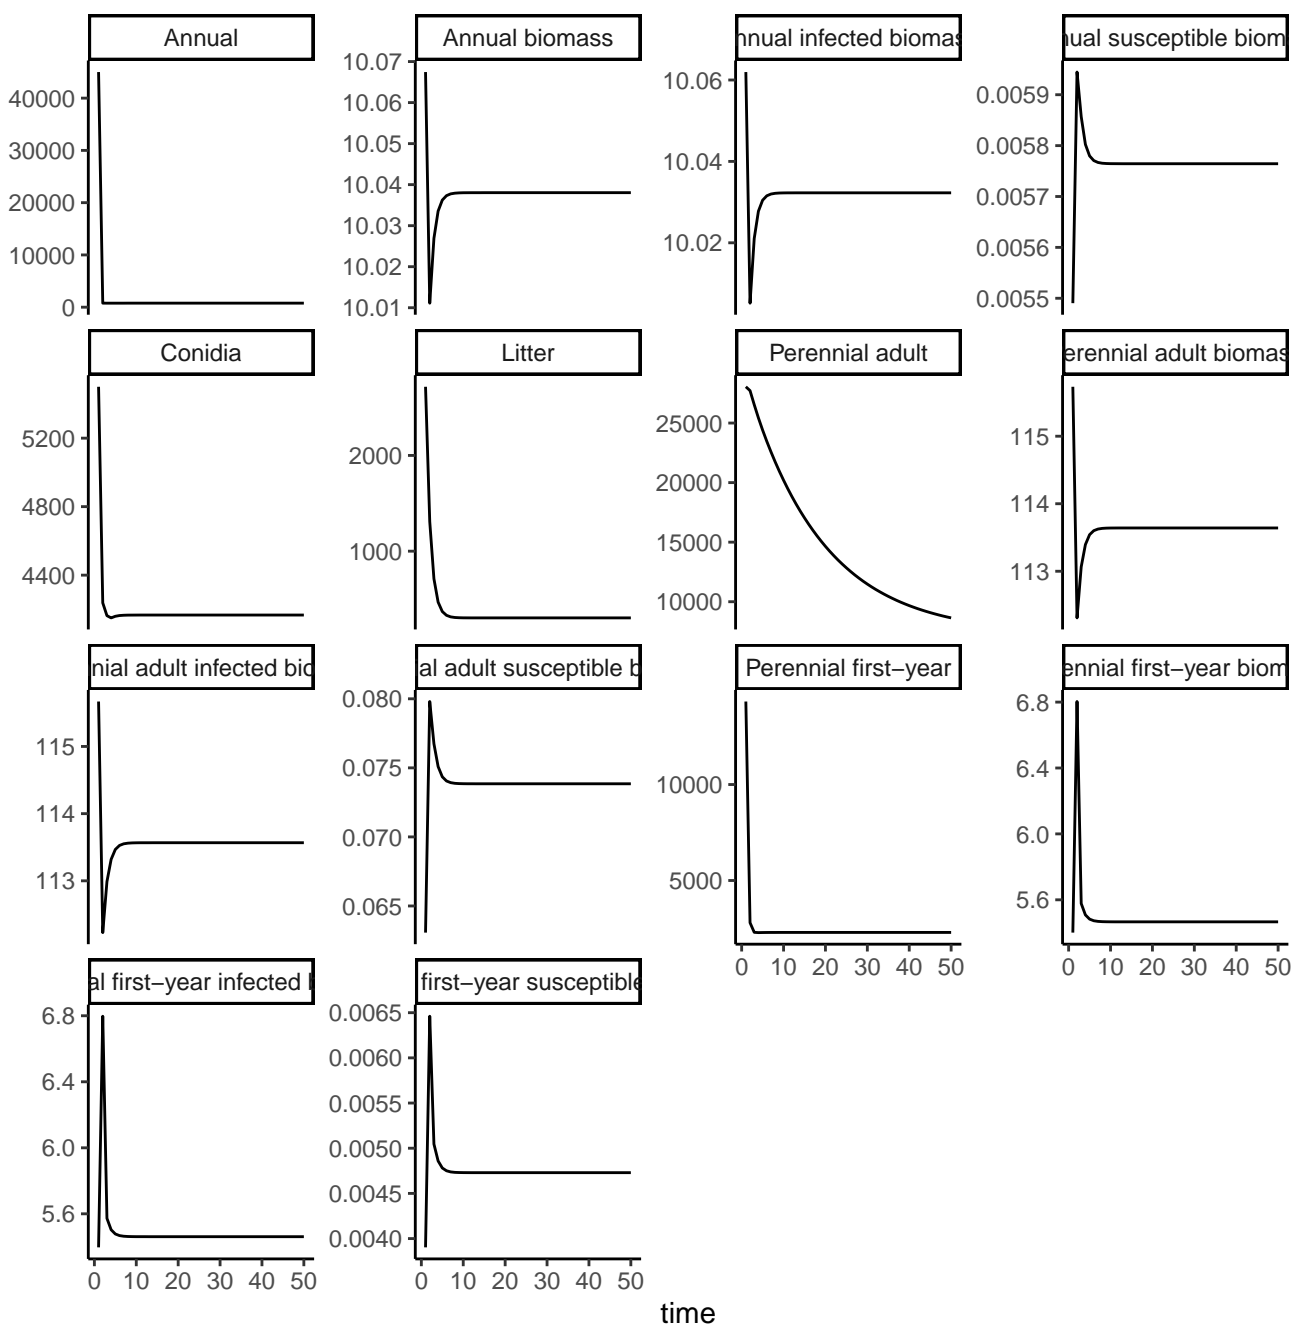 Annual
Annual biomass
nnual infected biomas
nual susceptible biom
40000
30000
20000
10000
0
10.07
10.06
10.05
10.04
10.03
10.02
10.01
10.06
10.04
10.02
0.0059
0.0058
0.0057
0.0056
0.0055
Conidia
Litter
Perennial adult
erennial adult biomas
5200
4800
4400
2000
1000
25000
20000
15000
10000
115
114
113
nial adult infected bio
al adult susceptible b
Perennial first−year
ennial first−year biom
115
114
113
0.080
0.075
0.070
0.065
10000
5000
6.8
6.4
6.0
5.6
0 10 20 30 40 50
0 10 20 30 40 50
al first−year infected b
first−year susceptible
6.8
6.4
6.0
5.6
0.0065
0.0060
0.0055
0.0050
0.0045
0.0040
0 10 20 30 40 50
0 10 20 30 40 50
time